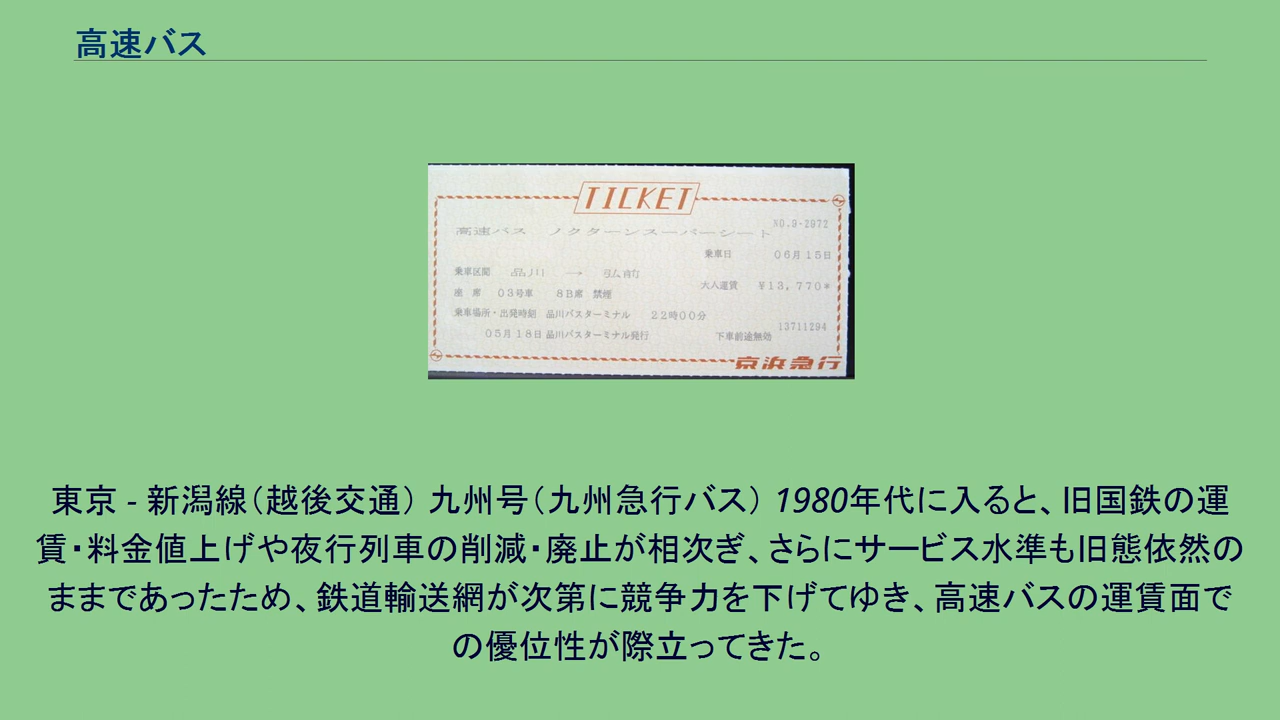 高速バス
TICKET
NO.9-2972
高速バス ノクターンスーパーシート
乗車日 06月15日
乗車区間 品川 → 弘前
大人運賃 ¥13,770*
座席 03号車 8B席 禁煙
乗車場所・出発時刻 品川バスターミナル 22時00分
13711294
05月18日 品川バスターミナル発行 下車前途無効
京浜急行
東京 - 新潟線（越後交通） 九州号（九州急行バス） 1980年代に入ると、旧国鉄の運
賃・料金値上げや夜行列車の削減・廃止が相次ぎ、さらにサービス水準も旧態依然の
ままであったため、鉄道輸送網が次第に競争力を下げてゆき、高速バスの運賃面で
の優位性が際立ってきた。